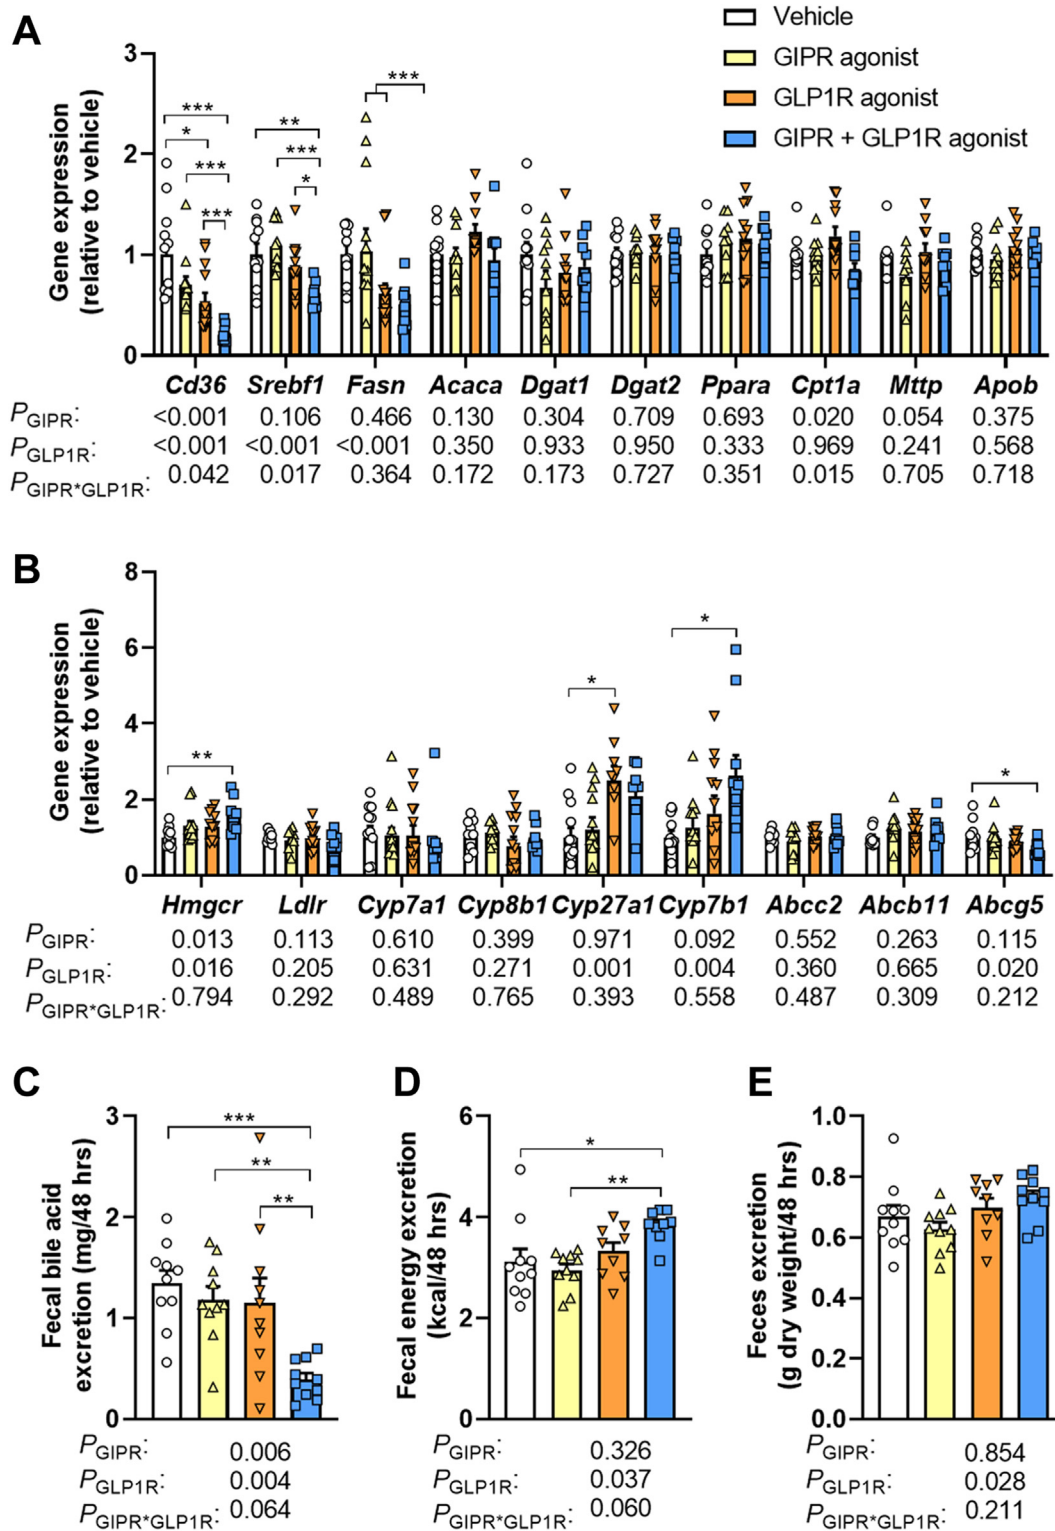 A
Vehicle
GIPR agonist
GLP1R agonist
GIPR + GLP1R agonist
Gene expression
(relative to vehicle)
3
2
1
0
***
*
***
***
**
***
*
***
Cd36 Srebf1 Fasn Acaca Dgat1 Dgat2 Ppara Cpt1a Mttp Apob
PGIPR: <0.001 0.106 0.466 0.130 0.304 0.709 0.693 0.020 0.054 0.375
PGLP1R: <0.001 <0.001 <0.001 0.350 0.933 0.950 0.333 0.969 0.241 0.568
PGIPR*GLP1R: 0.042 0.017 0.364 0.172 0.173 0.727 0.351 0.015 0.705 0.718
B
Gene expression
(relative to vehicle)
8
6
4
2
0
**
*
*
*
Hmgcr Ldlr Cyp7a1 Cyp8b1 Cyp27a1 Cyp7b1 Abcc2 Abcb11 Abcg5
PGIPR: 0.013 0.113 0.610 0.399 0.971 0.092 0.552 0.263 0.115
PGLP1R: 0.016 0.205 0.631 0.271 0.001 0.004 0.360 0.665 0.020
PGIPR*GLP1R: 0.794 0.292 0.489 0.765 0.393 0.558 0.487 0.309 0.212
C
Fecal bile acid
excretion (mg/48 hrs)
3
2
1
0
***
**
**
PGIPR: 0.006
PGLP1R: 0.004
PGIPR*GLP1R: 0.064
D
Fecal energy excretion
(kcal/48 hrs)
6
4
2
0
*
**
PGIPR: 0.326
PGLP1R: 0.037
PGIPR*GLP1R: 0.060
E
Feces excretion
(g dry weight/48 hrs)
1.0
0.8
0.6
0.4
0.2
0.0
PGIPR: 0.854
PGLP1R: 0.028
PGIPR*GLP1R: 0.211